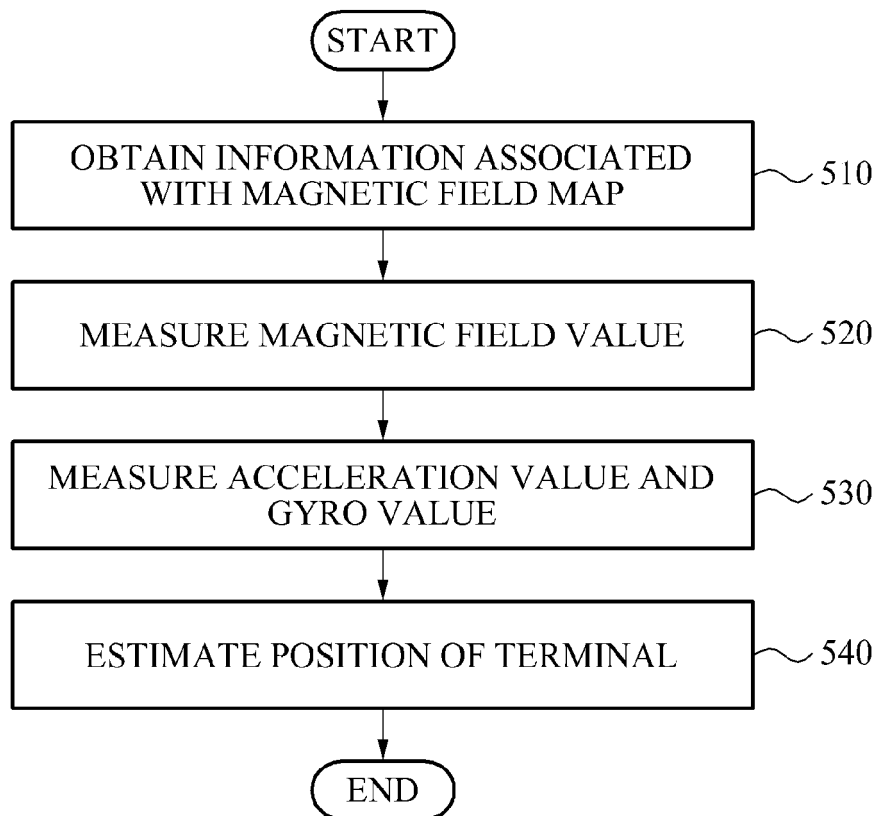 START
OBTAIN INFORMATION ASSOCIATED
WITH MAGNETIC FIELD MAP
510
MEASURE MAGNETIC FIELD VALUE
520
MEASURE ACCELERATION VALUE AND
GYRO VALUE
530
ESTIMATE POSITION OF TERMINAL
540
END